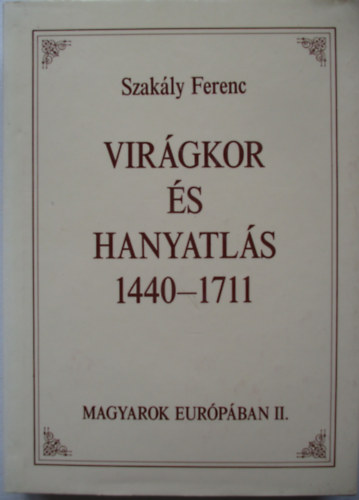 Szakály Ferenc
VIRÁGKOR
ÉS
HANYATLÁS
1440–1711
MAGYAROK EURÓPÁBAN II.